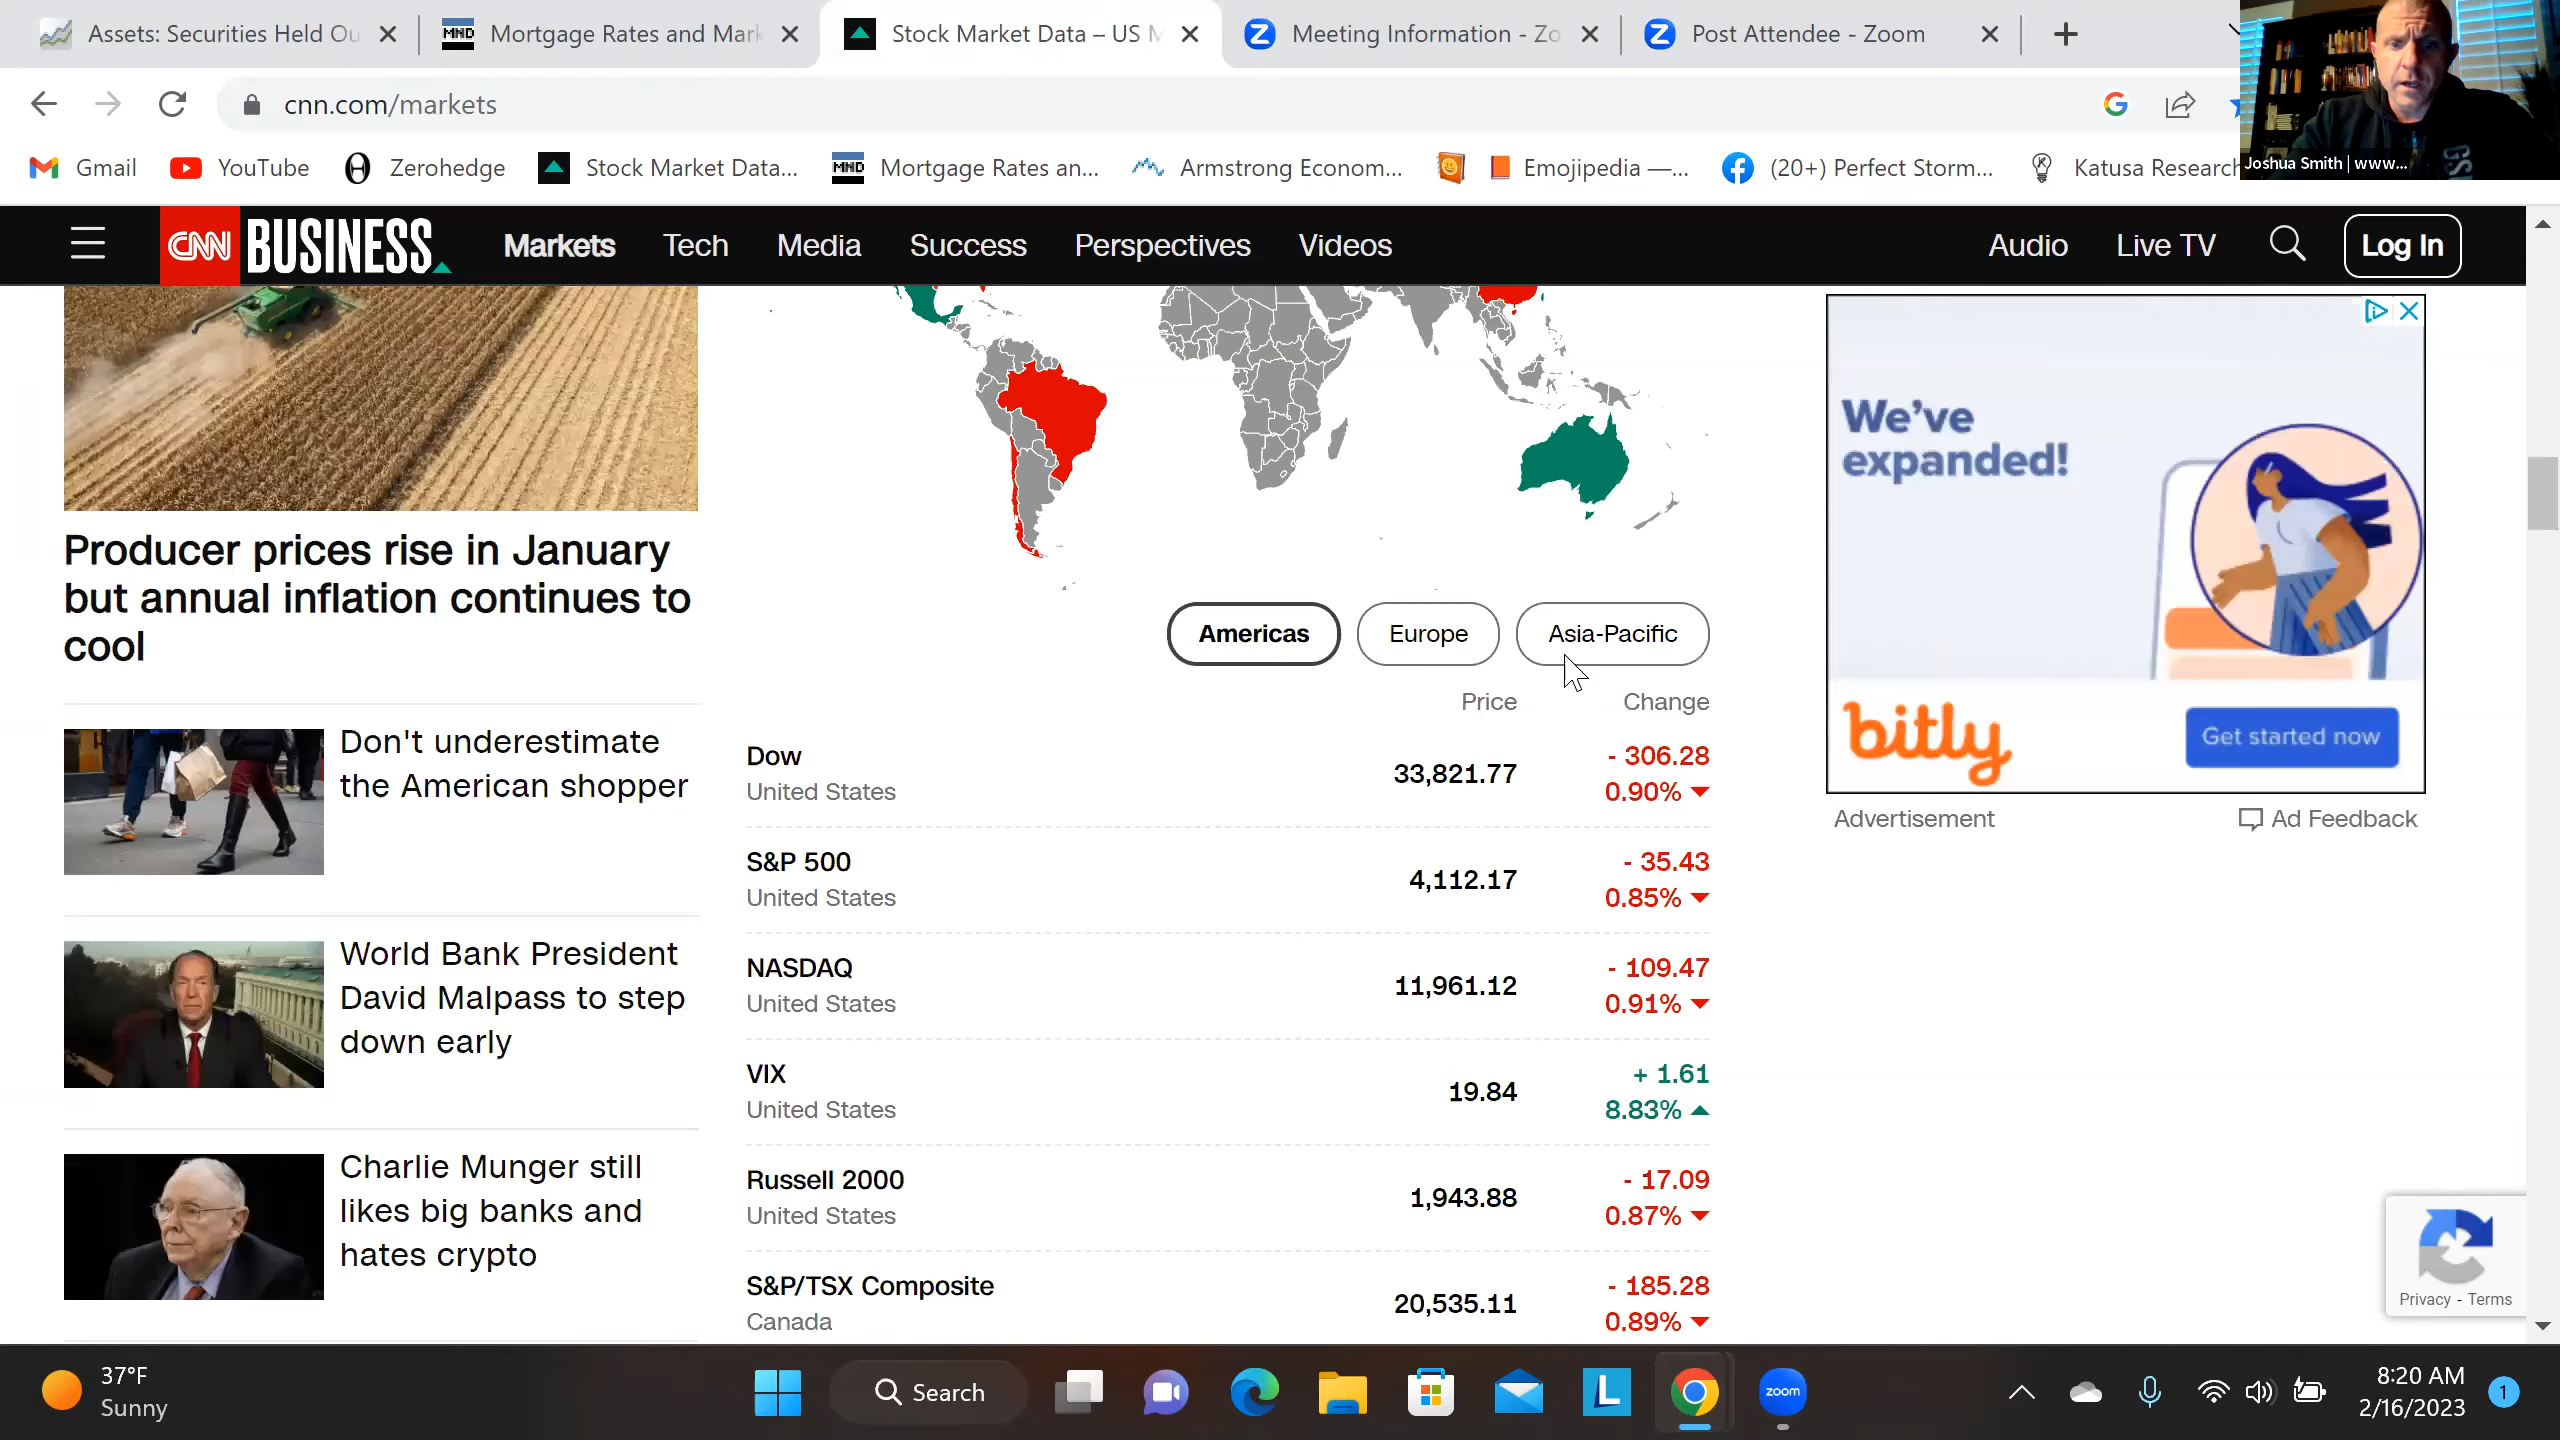 Assets: Securities Held Ou
Mortgage Rates and Mark
Stock Market Data – US M
Meeting Information - Zo
Post Attendee - Zoom
cnn.com/markets
Gmail
YouTube
Zerohedge
Stock Market Data...
Mortgage Rates an...
Armstrong Econom...
Emojipedia —...
(20+) Perfect Storm...
Katusa Research
Joshua Smith | www...
CNN BUSINESS
Markets
Tech
Media
Success
Perspectives
Videos
Audio
Live TV
Log In
Producer prices rise in January
but annual inflation continues to
cool
Don't underestimate
the American shopper
World Bank President
David Malpass to step
down early
Charlie Munger still
likes big banks and
hates crypto
Americas
Europe
Asia-Pacific
Price
Change
Dow
United States
33,821.77
- 306.28
0.90%
S&P 500
United States
4,112.17
- 35.43
0.85%
NASDAQ
United States
11,961.12
- 109.47
0.91%
VIX
United States
19.84
+ 1.61
8.83%
Russell 2000
United States
1,943.88
- 17.09
0.87%
S&P/TSX Composite
Canada
20,535.11
- 185.28
0.89%
We've
expanded!
bitly
Get started now
Advertisement
Ad Feedback
Privacy - Terms
37°F
Sunny
Search
zoom
8:20 AM
2/16/2023
1